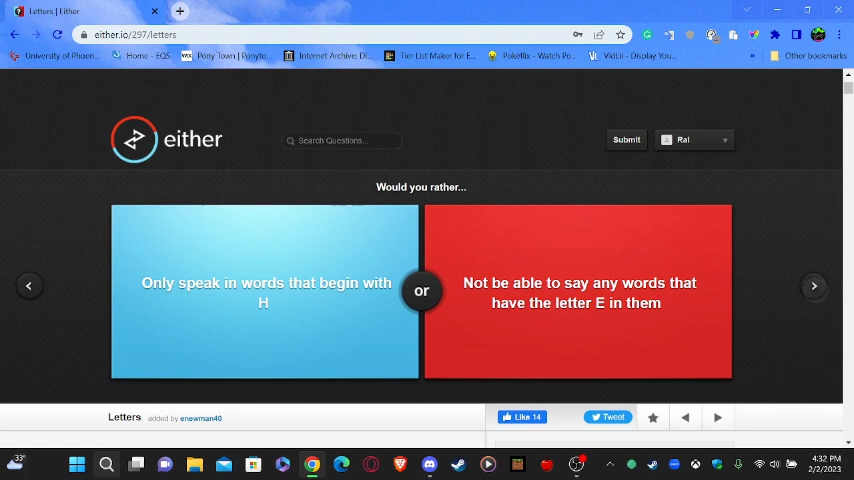 Letters | Either
either.io/297/letters
University of Phoen...
Home - EQS
Pony Town | Ponyto...
Internet Archive: Di...
Tier List Maker for E...
Pokéflix - Watch Po...
VidLii - Display You...
Other bookmarks
either
Search Questions...
Submit
Ral
Would you rather...
Only speak in words that begin with
H
or
Not be able to say any words that
have the letter E in them
Letters added by enewman40
Like 14
Tweet
33°
4:32 PM
2/2/2023